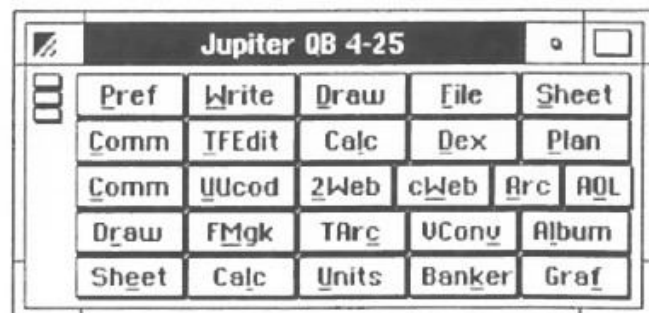 Jupiter QB 4-25
Pref Write Draw File Sheet
Comm TFEdit Calc Dex Plan
Comm UUcod 2Web cWeb Arc AOL
Draw FMgk TArc VConv Album
Sheet Calc Units Banker Graf